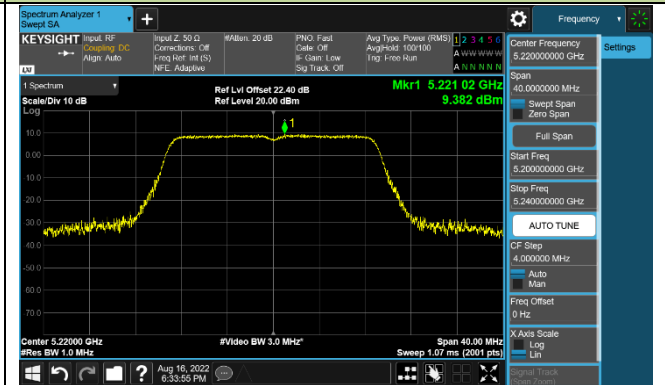 Spectrum Analyzer 1
Swept SA
Frequency
KEYSIGHT
Input: RF
Coupling: DC
Align: Auto
LXI
Input Z: 50 Ω
Corrections: Off
Freq Ref: Int (S)
NFE: Adaptive
#Atten: 20 dB
PNO: Fast
Gate: Off
IF Gain: Low
Sig Track: Off
Avg Type: Power (RMS)
Avg|Hold: 100/100
Trig: Free Run
1 2 3 4 5 6
A W W W W W
A N N N N N
Center Frequency
5.220000000 GHz
Settings
Span
40.0000000 MHz
Swept Span
Zero Span
Full Span
Start Freq
5.200000000 GHz
Stop Freq
5.240000000 GHz
AUTO TUNE
CF Step
4.000000 MHz
Auto
Man
Freq Offset
0 Hz
X Axis Scale
Log
Lin
Signal Track
(Span Zoom)
1 Spectrum
Scale/Div 10 dB
Log
Ref Lvl Offset 22.40 dB
Ref Level 20.00 dBm
Mkr1 5.221 02 GHz
9.382 dBm
1
10.0
0.00
-10.0
-20.0
-30.0
-40.0
-50.0
-60.0
-70.0
Center 5.22000 GHz
#Res BW 1.0 MHz
#Video BW 3.0 MHz*
Span 40.00 MHz
Sweep 1.07 ms (2001 pts)
Aug 16, 2022
6:33:55 PM